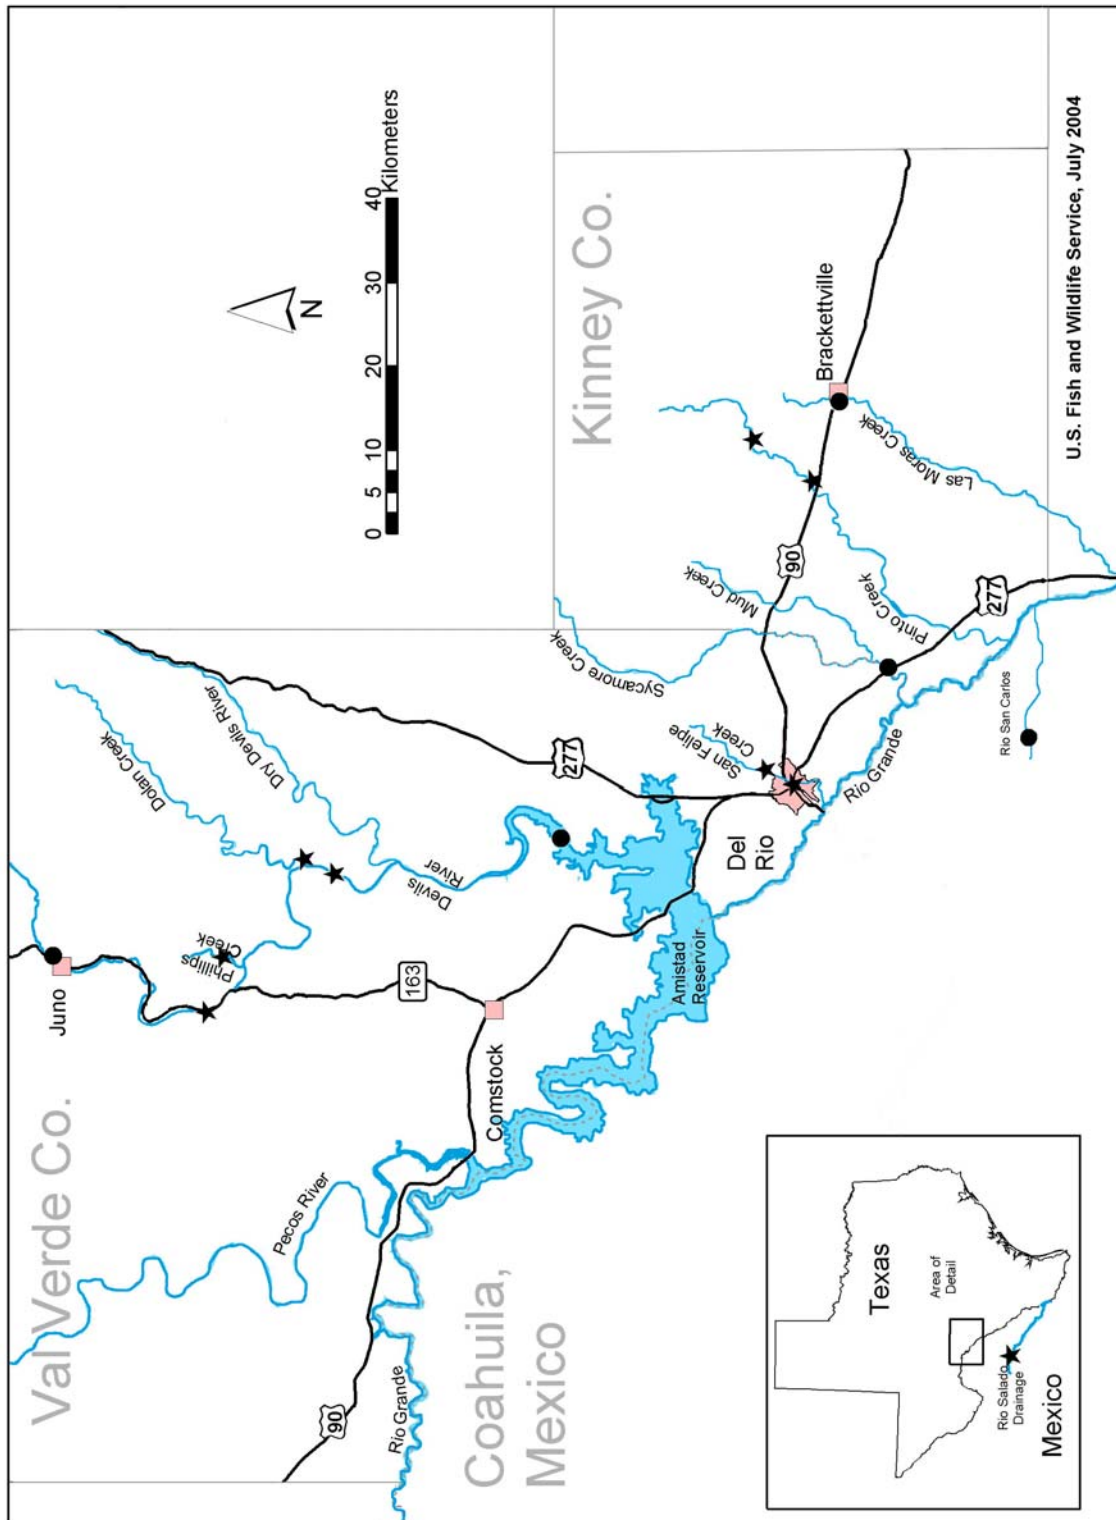 Val Verde Co.
Juno
Phillips
Creek
Dolan Creek
Dry Devils River
Devils
River
Pecos River
163
277
90
Rio Grande
Comstock
Coahuila,
Mexico
Amistad
Reservoir
Del
Rio
San Felipe
Creek
Rio Grande
Sycamore Creek
Mud Creek
Pinto Creek
Las Moras Creek
90
277
Rio San Carlos
Kinney Co.
Brackettville
N
0 5 10 20 30 40
Kilometers
Texas
Area of
Detail
Rio Salado
Drainage
Mexico
U.S. Fish and Wildlife Service, July 2004